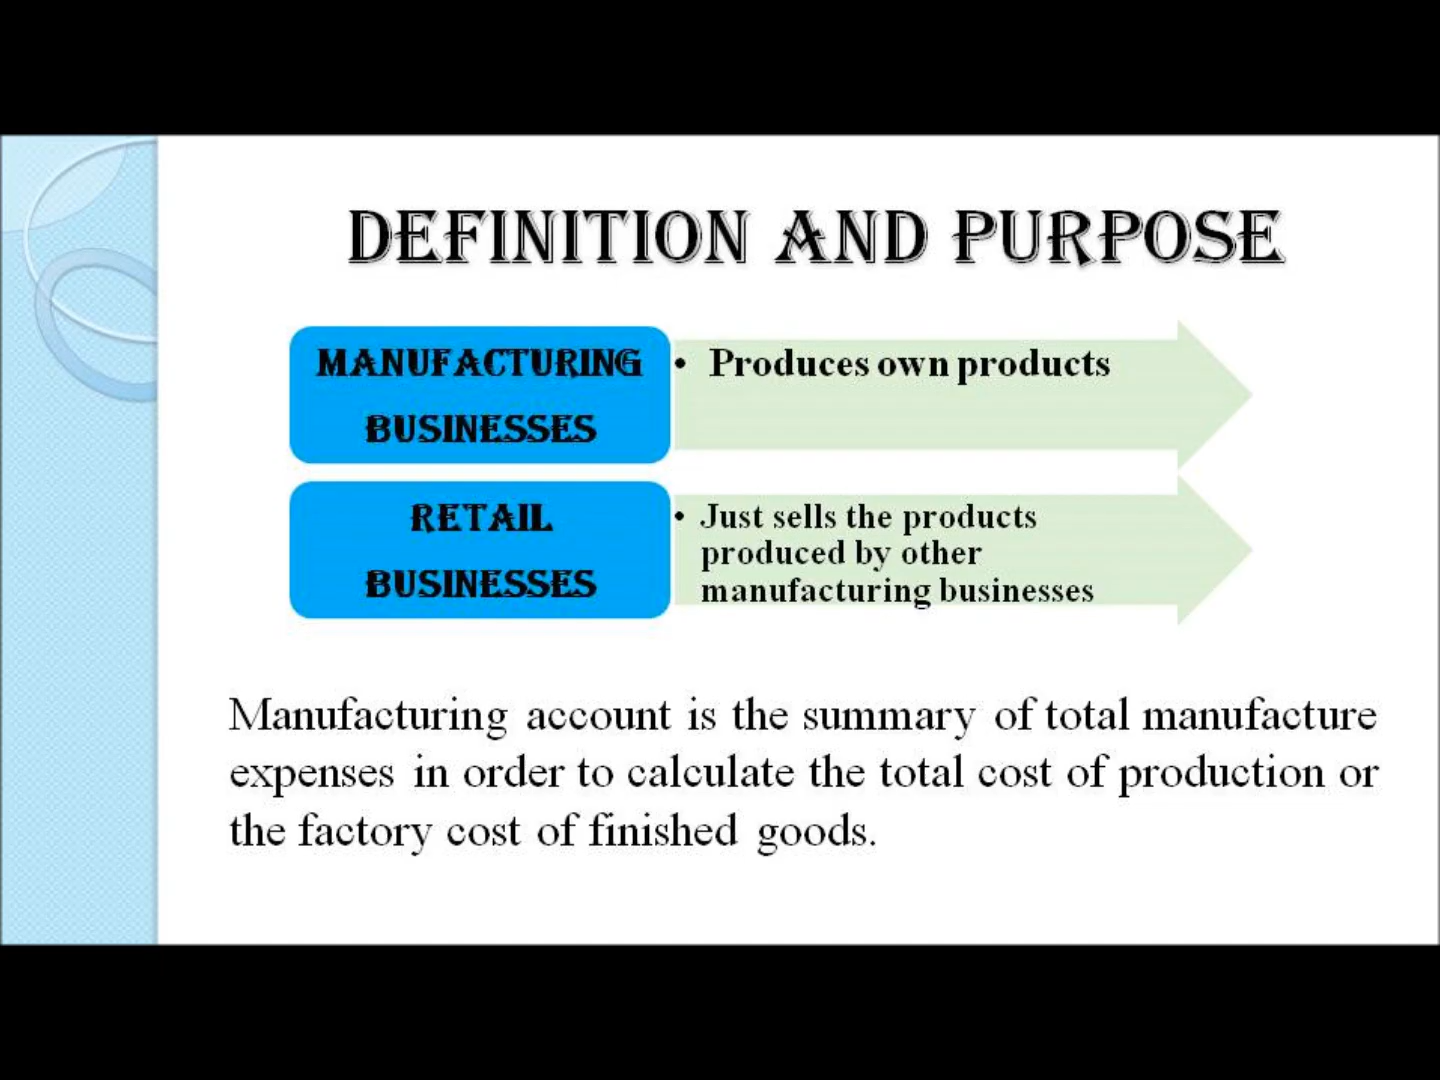 DEFINITION AND PURPOSE
MANUFACTURING
BUSINESSES
• Produces own products
RETAIL
BUSINESSES
• Just sells the products
produced by other
manufacturing businesses
Manufacturing account is the summary of total manufacture
expenses in order to calculate the total cost of production or
the factory cost of finished goods.